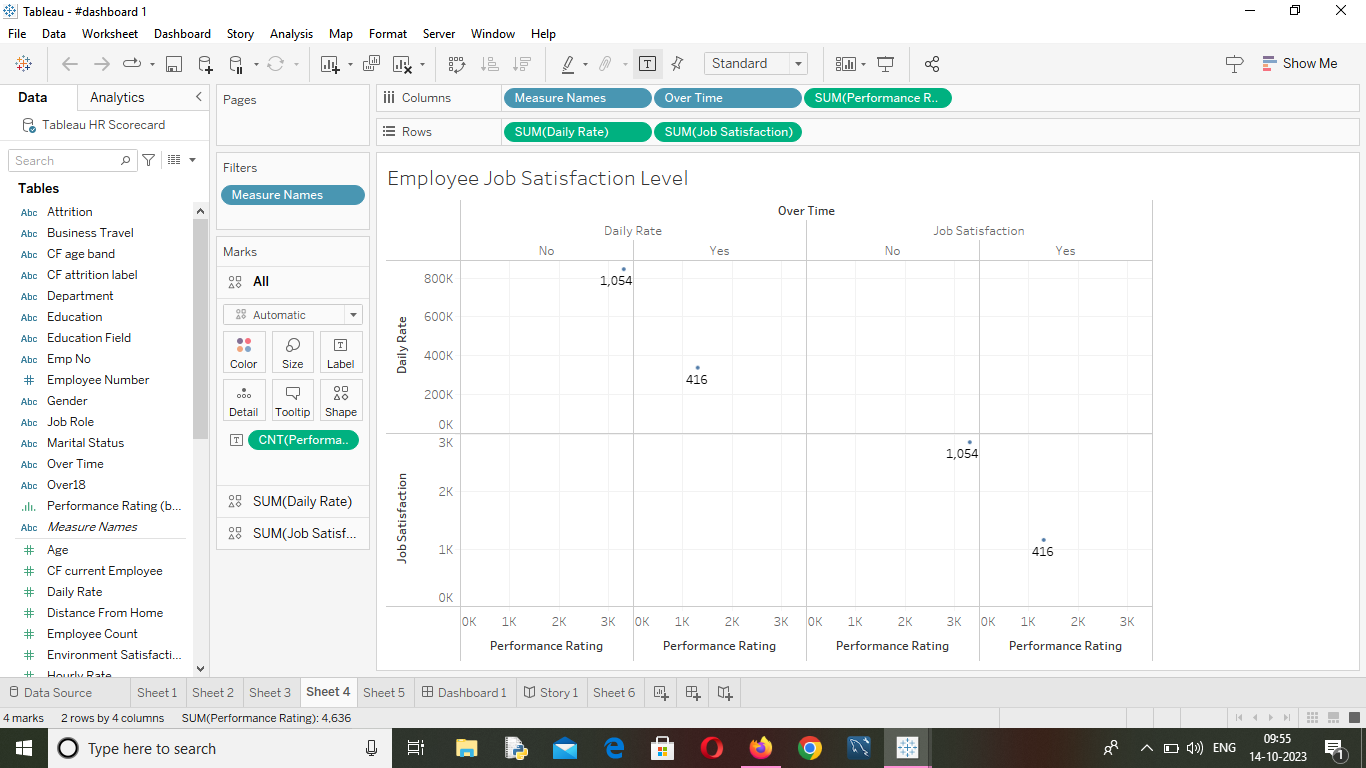 Tableau - #dashboard 1
File Data Worksheet Dashboard Story Analysis Map Format Server Window Help
Standard
Show Me
Data Analytics
Tableau HR Scorecard
Search
Tables
Abc Attrition
Abc Business Travel
Abc CF age band
Abc CF attrition label
Abc Department
Abc Education
Abc Education Field
Abc Emp No
# Employee Number
Abc Gender
Abc Job Role
Abc Marital Status
Abc Over Time
Abc Over18
Performance Rating (b...
Abc Measure Names
# Age
# CF current Employee
# Daily Rate
# Distance From Home
# Employee Count
# Environment Satisfacti...
# Hourly Rate
Pages
Filters
Measure Names
Marks
All
Automatic
Color Size Label
Detail Tooltip Shape
CNT(Performa..
SUM(Daily Rate)
SUM(Job Satisf...
Columns Measure Names Over Time SUM(Performance R..
Rows SUM(Daily Rate) SUM(Job Satisfaction)
Employee Job Satisfaction Level
Over Time
Daily Rate Job Satisfaction
No Yes No Yes
Daily Rate
800K
600K
400K
200K
0K
1,054
416
Job Satisfaction
3K
2K
1K
0K
1,054
416
0K 1K 2K 3K 0K 1K 2K 3K 0K 1K 2K 3K 0K 1K 2K 3K
Performance Rating Performance Rating Performance Rating Performance Rating
Data Source Sheet 1 Sheet 2 Sheet 3 Sheet 4 Sheet 5 Dashboard 1 Story 1 Sheet 6
4 marks 2 rows by 4 columns SUM(Performance Rating): 4,636
Type here to search
ENG
09:55
14-10-2023
1